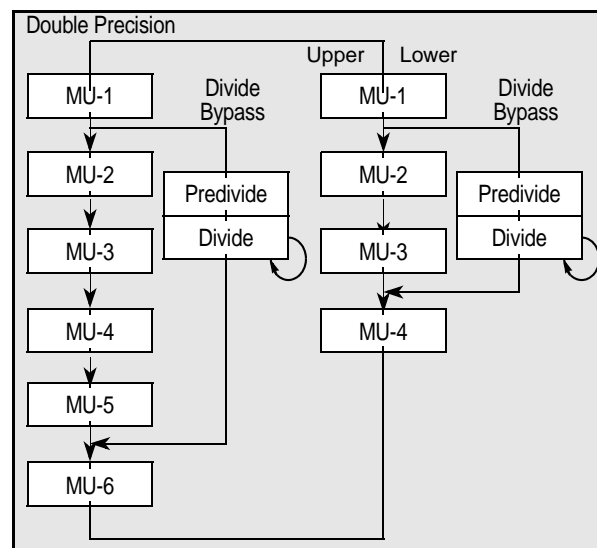 Double Precision
Upper Lower
MU-1
Divide
Bypass
MU-2
Predivide
Divide
MU-3
MU-4
MU-5
MU-6
MU-1
Divide
Bypass
MU-2
Predivide
Divide
MU-3
MU-4